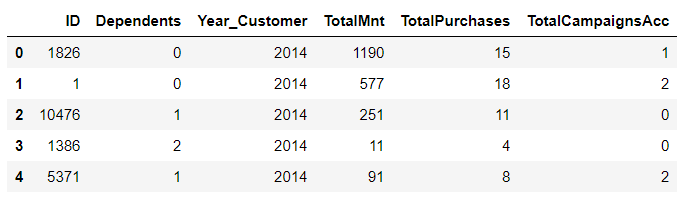 ID Dependents Year_Customer TotalMnt TotalPurchases TotalCampaignsAcc
0 1826 0 2014 1190 15 1
1 1 0 2014 577 18 2
2 10476 1 2014 251 11 0
3 1386 2 2014 11 4 0
4 5371 1 2014 91 8 2